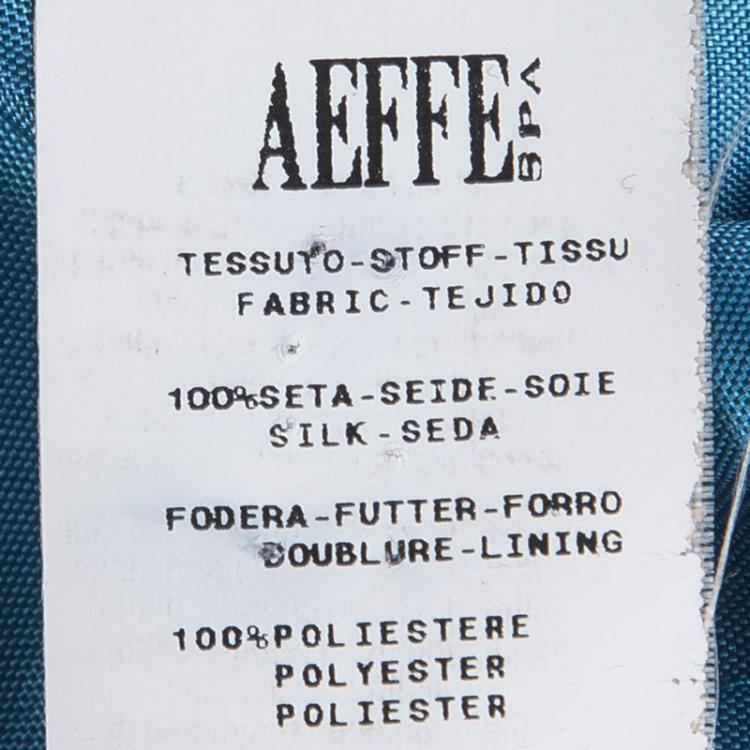 AEFFE SPA
TESSUTO-STOFF-TISSU
FABRIC-TEJIDO
100%SETA-SEIDE-SOIE
SILK-SEDA
FODERA-FUTTER-FORRO
DOUBLURE-LINING
100%POLIESTERE
POLYESTER
POLIESTER